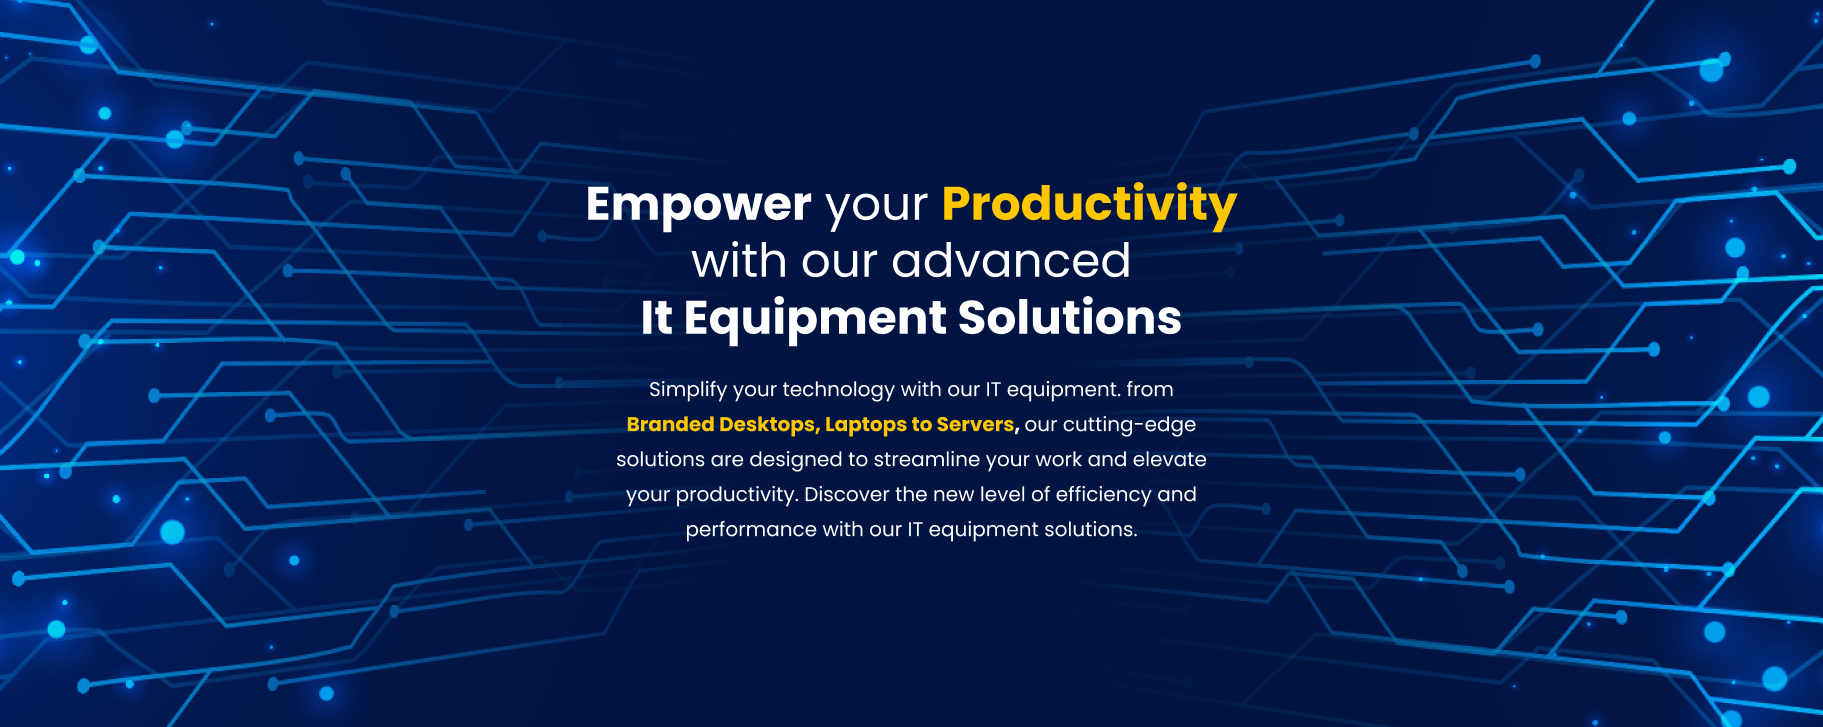 Empower your Productivity
with our advanced
It Equipment Solutions
Simplify your technology with our IT equipment. from
Branded Desktops, Laptops to Servers, our cutting-edge
solutions are designed to streamline your work and elevate
your productivity. Discover the new level of efficiency and
performance with our IT equipment solutions.